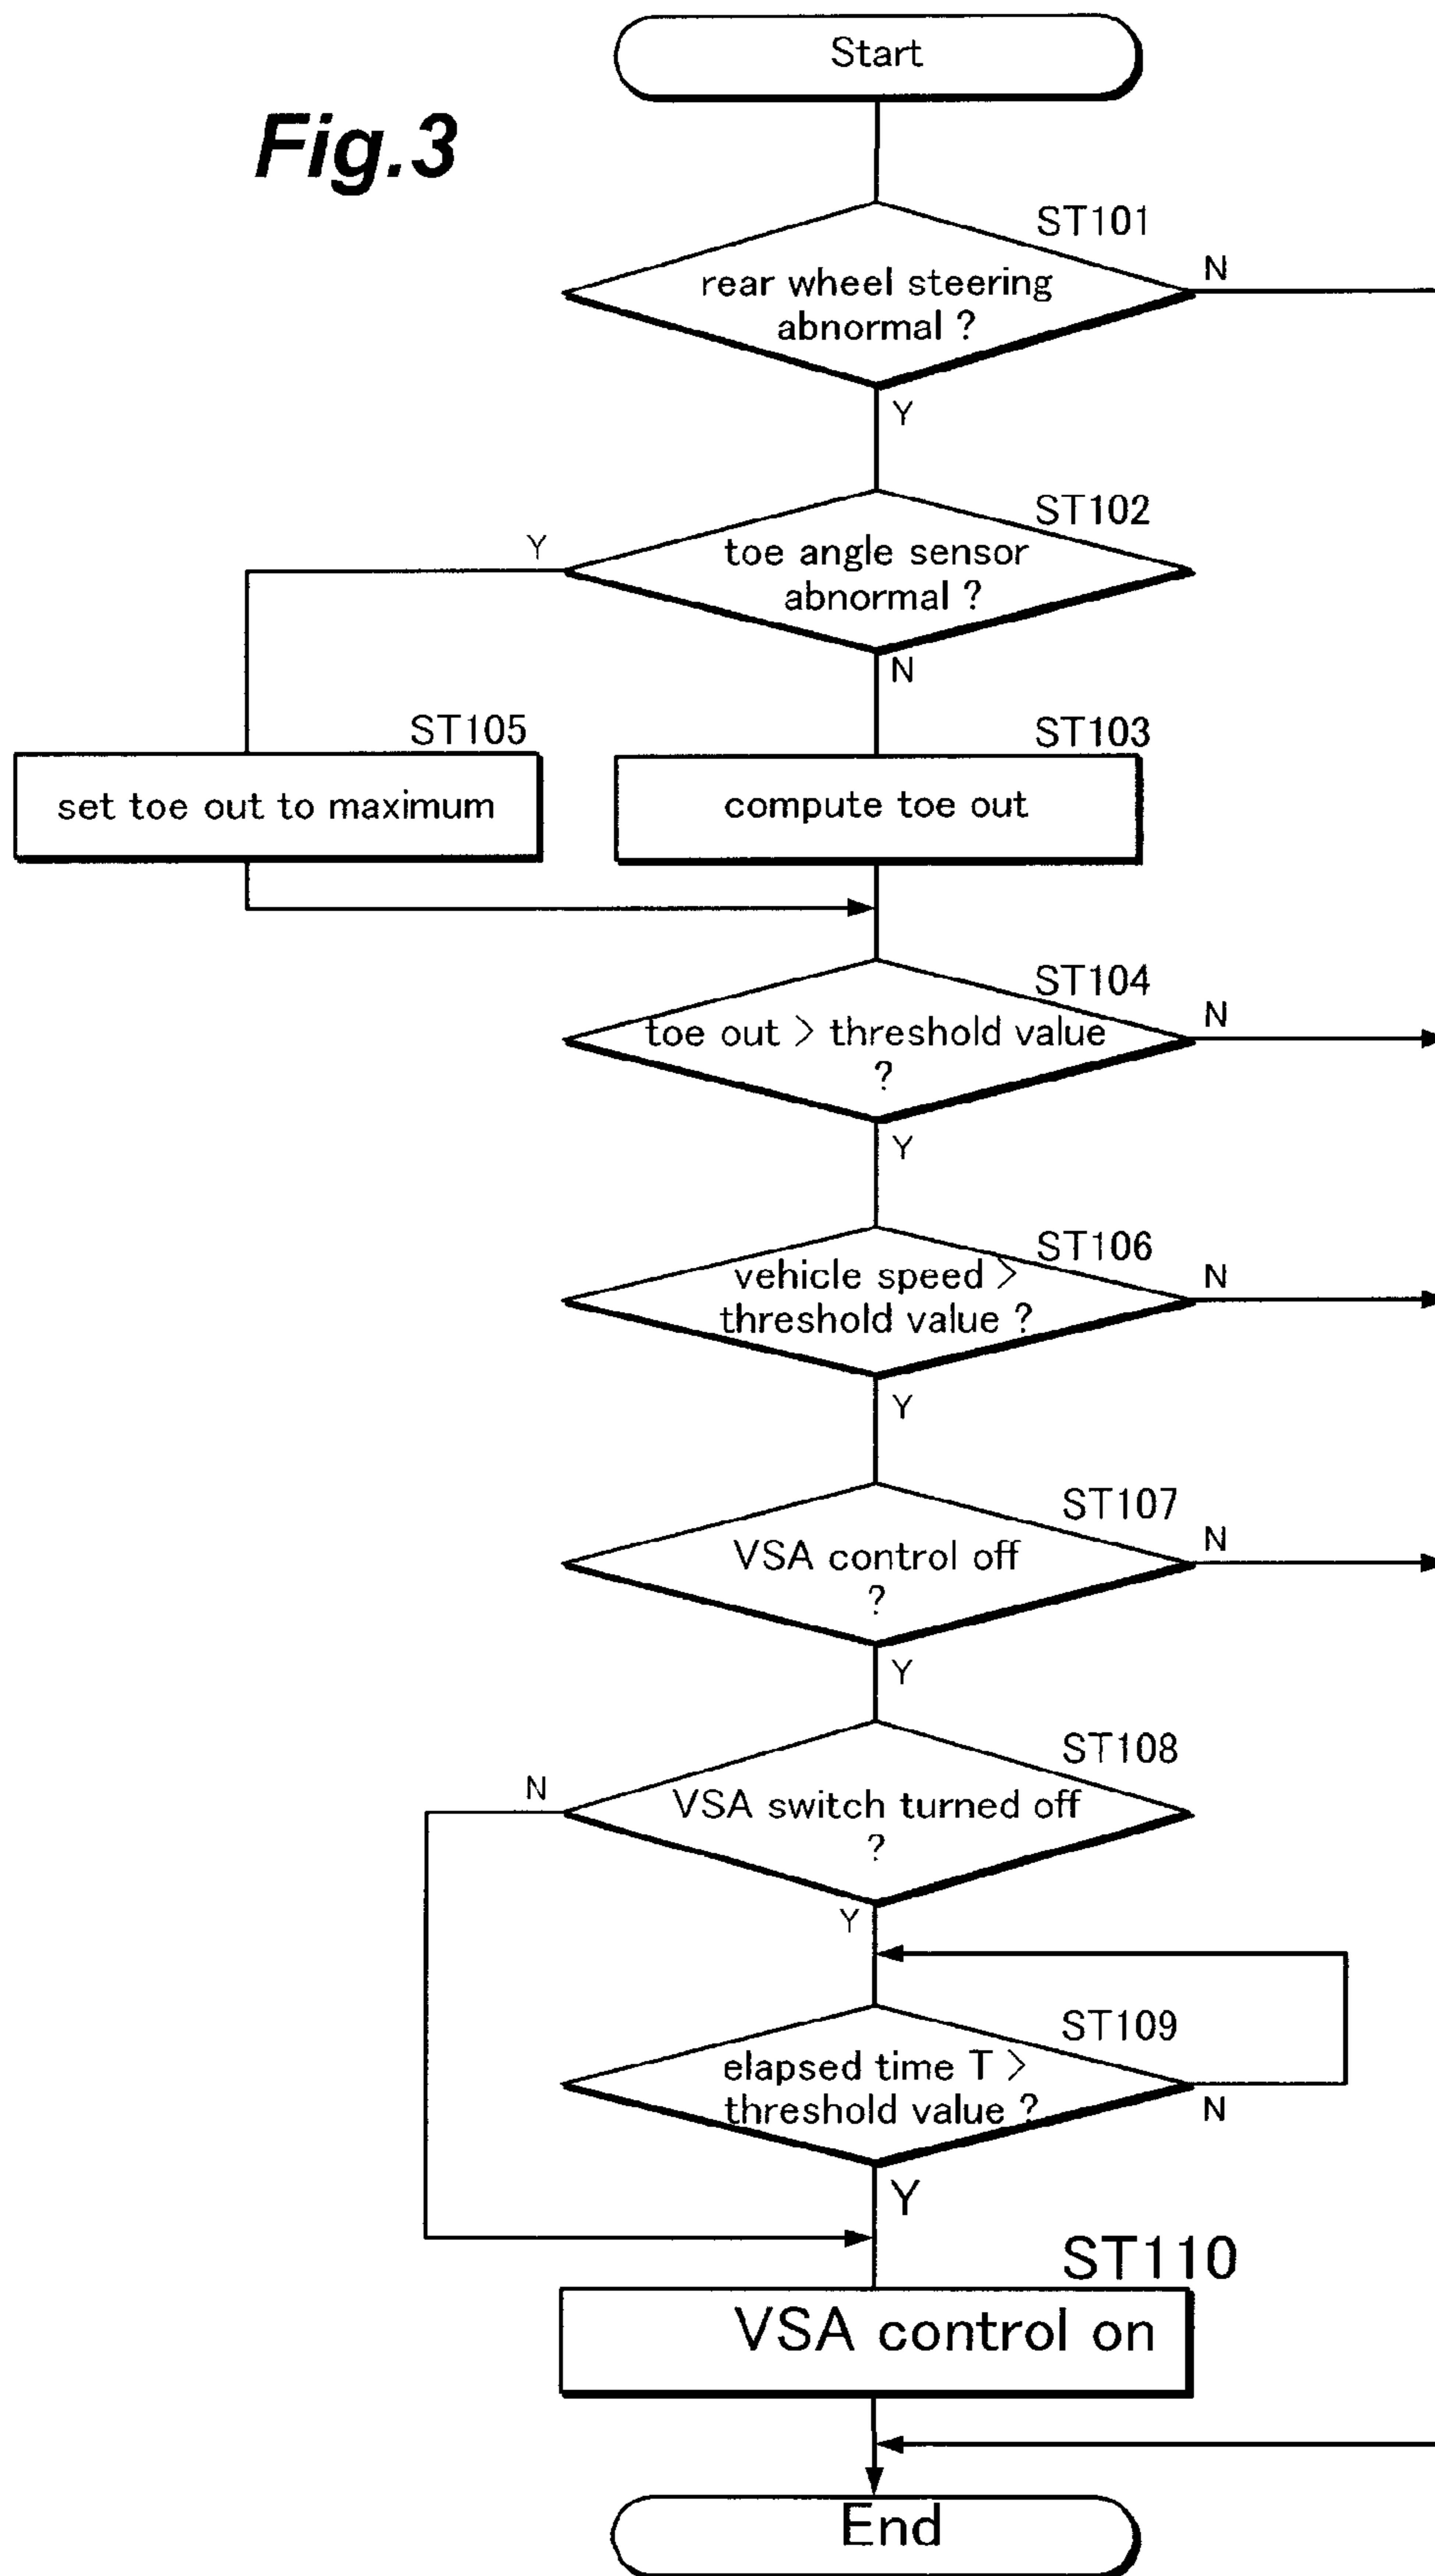 Start
Fig.3
ST101
N
rear wheel steering
abnormal ?
Y
ST102
Y
toe angle sensor
abnormal ?
N
ST105
ST103
set toe out to maximum
compute toe out
ST104
N
toe out > threshold value
?
Y
ST106
N
vehicle speed >
threshold value ?
Y
ST107
N
VSA control off
?
Y
ST108
N
VSA switch turned off
?
Y
ST109
elapsed time T >
threshold value ?
N
Y
ST110
VSA control on
End